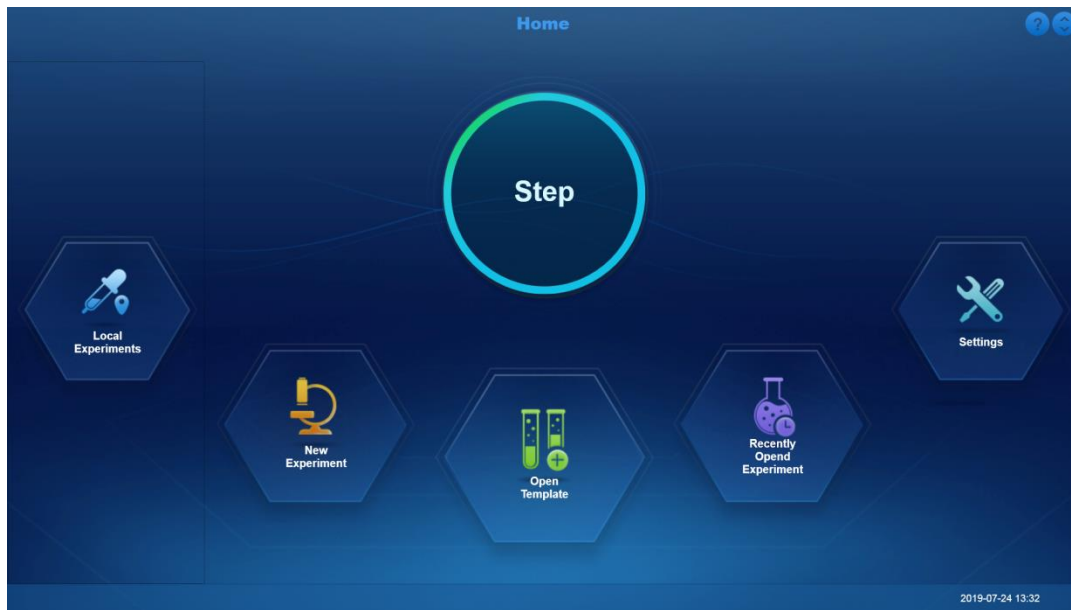 Home
?
Step
Local
Experiments
New
Experiment
Open
Template
Recently
Opend
Experiment
Settings
2019-07-24 13:32